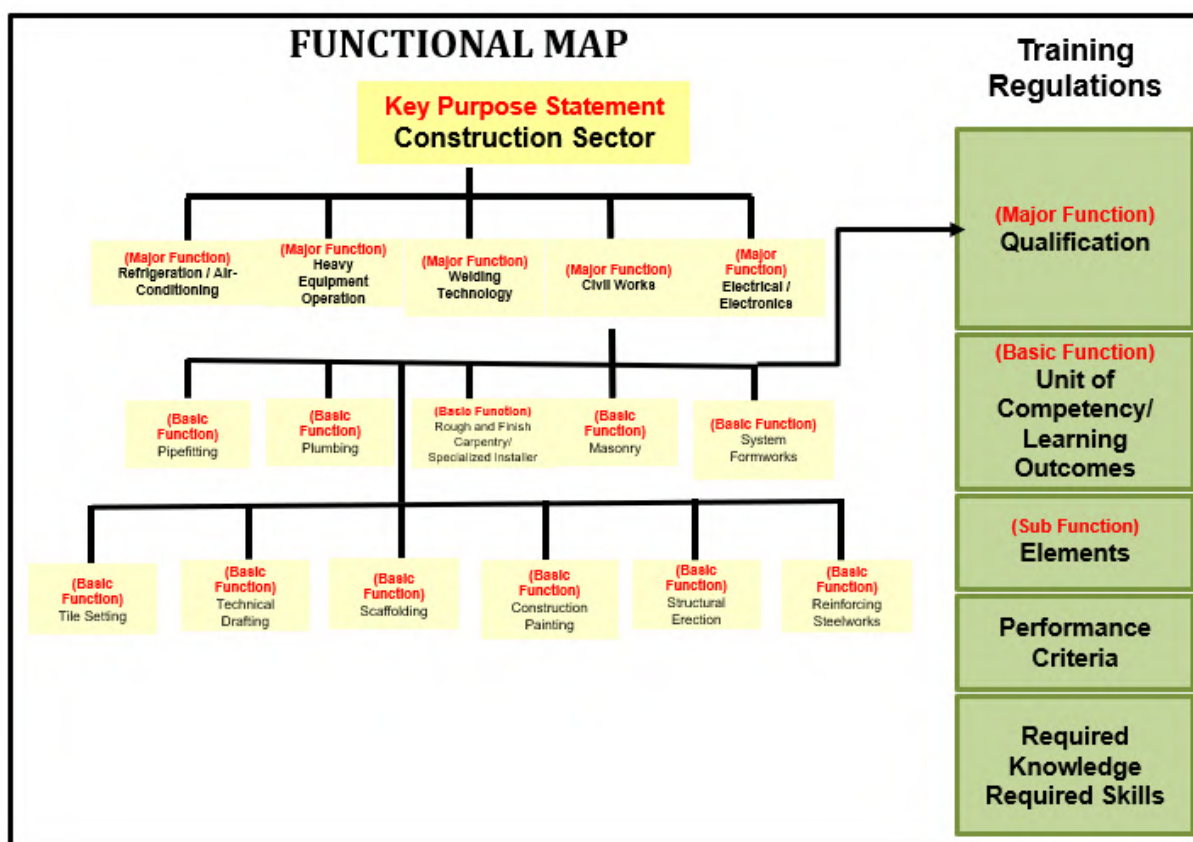 FUNCTIONAL MAP
Key Purpose Statement
Construction Sector
(Major Function)
Refrigeration / Air-
Conditioning
(Major Function)
Heavy
Equipment
Operation
(Major Function)
Welding
Technology
(Major Function)
Civil Works
(Major
Function)
Electrical /
Electronics
(Basic
Function)
Pipefitting
(Basic
Function)
Plumbing
(Basic Function)
Rough and Finish
Carpentry/
Specialized Installer
(Basic
Function)
Masonry
(Basic Function)
System
Formworks
(Basic
Function)
Tile Setting
(Basic
Function)
Technical
Drafting
(Basic
Function)
Scaffolding
(Basic
Function)
Construction
Painting
(Basic
Function)
Structural
Erection
(Basic
Function)
Reinforcing
Steelworks
Training
Regulations
(Major Function)
Qualification
(Basic Function)
Unit of
Competency/
Learning
Outcomes
(Sub Function)
Elements
Performance
Criteria
Required
Knowledge
Required Skills